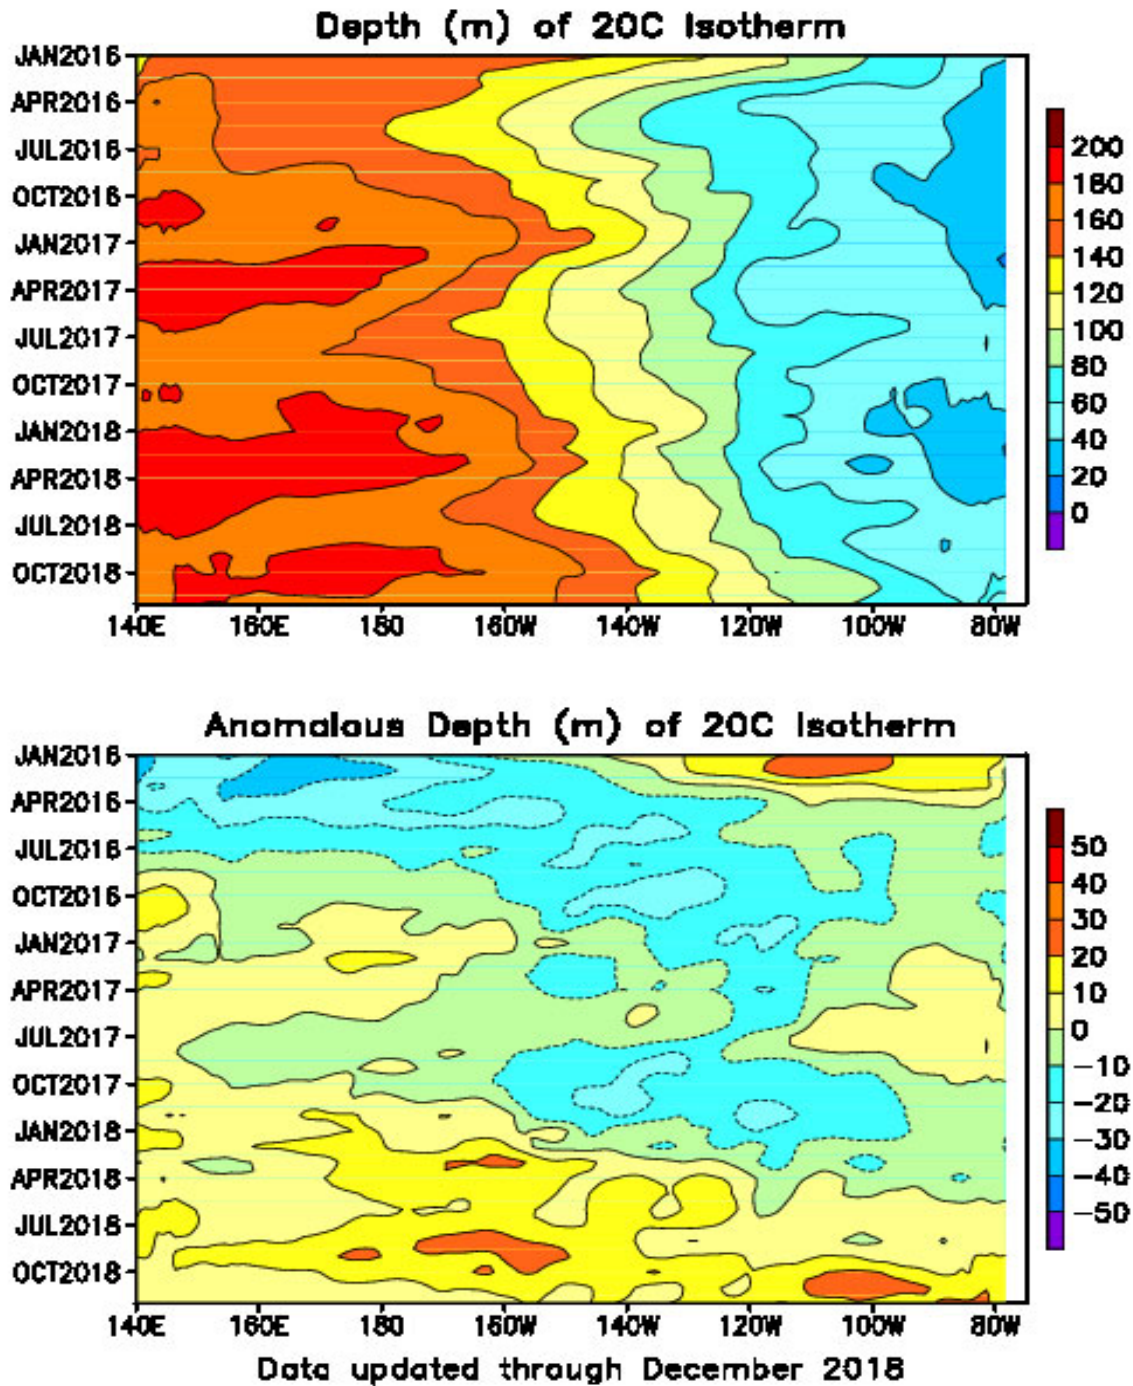 Depth (m) of 20C Isotherm
JAN2016
APR2016
JUL2016
OCT2016
JAN2017
APR2017
JUL2017
OCT2017
JAN2018
APR2018
JUL2018
OCT2018
140E 160E 180 160W 140W 120W 100W 80W
200
180
160
140
120
100
80
60
40
20
0
Anomalous Depth (m) of 20C Isotherm
JAN2016
APR2016
JUL2016
OCT2016
JAN2017
APR2017
JUL2017
OCT2017
JAN2018
APR2018
JUL2018
OCT2018
140E 160E 180 160W 140W 120W 100W 80W
50
40
30
20
10
0
-10
-20
-30
-40
-50
Data updated through December 2018